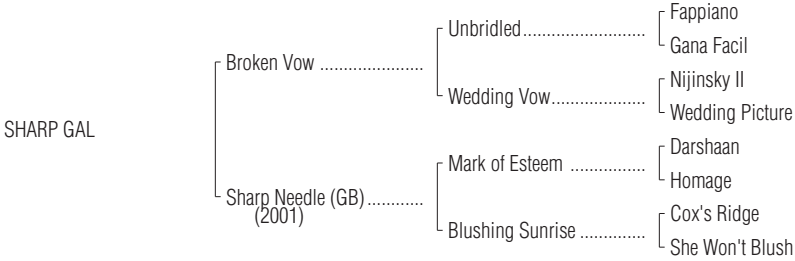 Fappiano
Unbridled..........................
Gana Facil
Broken Vow ......................
Nijinsky II
Wedding Vow....................
Wedding Picture
SHARP GAL
Darshaan
Mark of Esteem ................
Homage
Sharp Needle (GB)............
(2001)
Cox's Ridge
Blushing Sunrise ..............
She Won't Blush